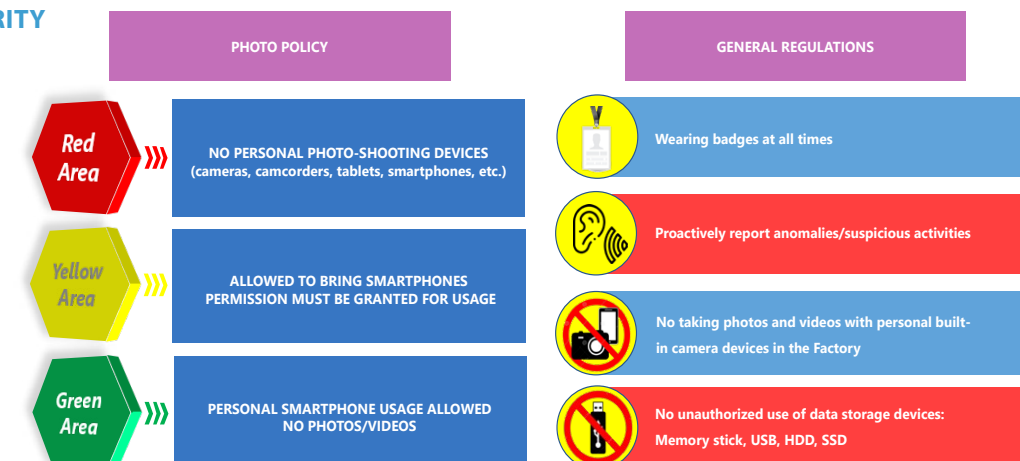 RITY
PHOTO POLICY
GENERAL REGULATIONS
Red
Area
NO PERSONAL PHOTO-SHOOTING DEVICES
(cameras, camcorders, tablets, smartphones, etc.)
Yellow
Area
ALLOWED TO BRING SMARTPHONES
PERMISSION MUST BE GRANTED FOR USAGE
Green
Area
PERSONAL SMARTPHONE USAGE ALLOWED
NO PHOTOS/VIDEOS
Wearing badges at all times
Proactively report anomalies/suspicious activities
No taking photos and videos with personal built-
in camera devices in the Factory
No unauthorized use of data storage devices:
Memory stick, USB, HDD, SSD